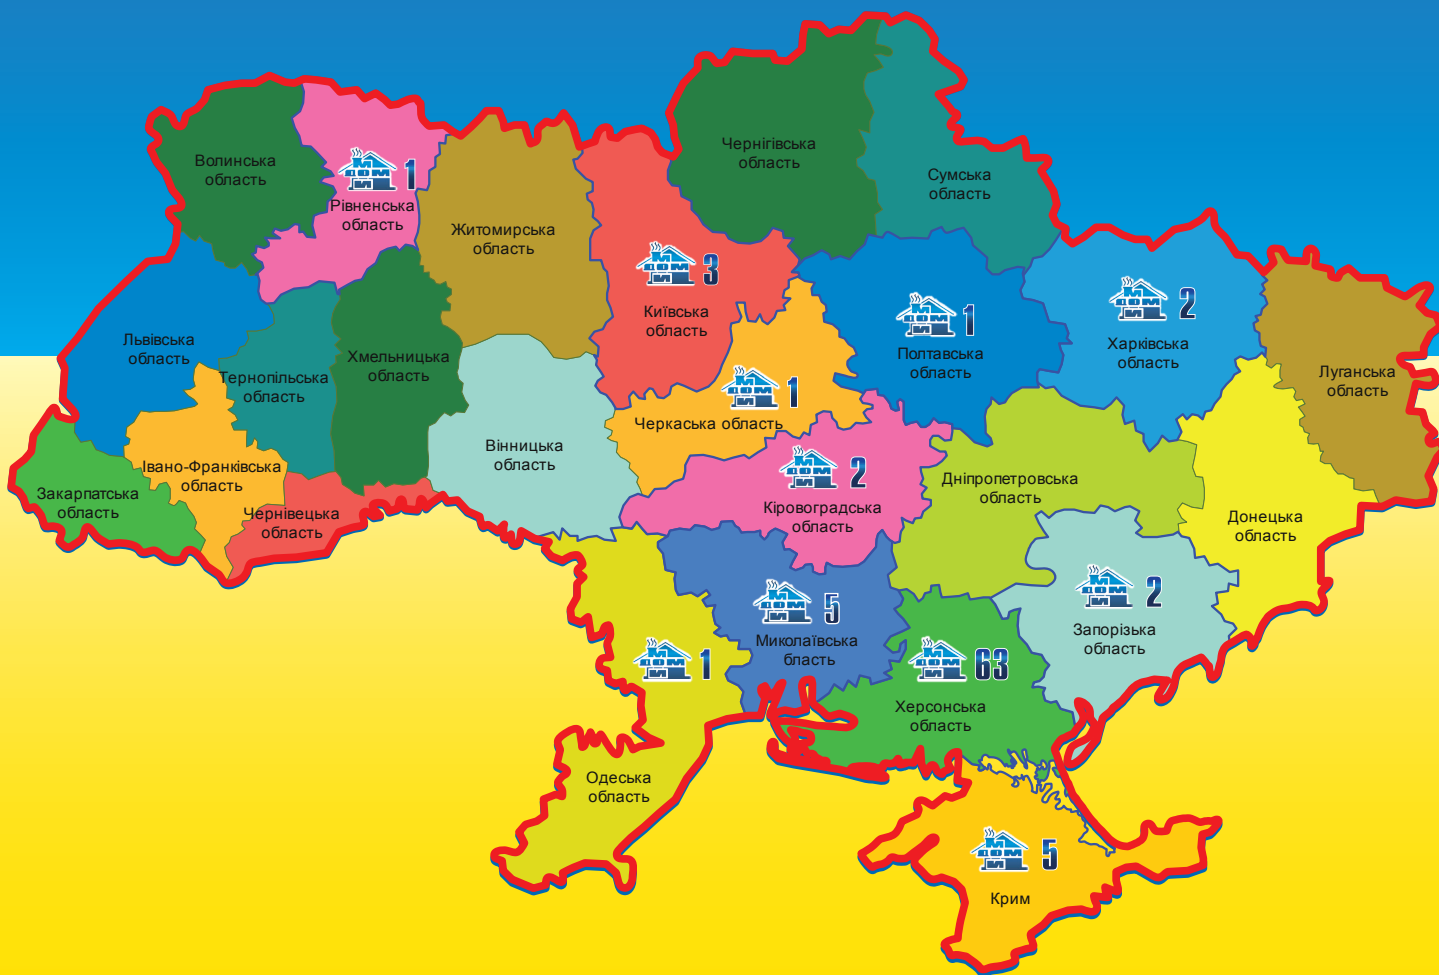 Чернігівська
область
Волинська
область
Сумська
область
1
Рівненська
область
Житомирська
область
3
Київська
область
2
Харківська
область
1
Полтавська
область
Львівська
область
Хмельницька
область
Тернопільська
область
Луганська
область
1
Черкаська область
Вінницька
область
Івано-Франківська
область
2
Кіровоградська
область
Дніпропетровська
область
Закарпатська
область
Чернівецька
область
Донецька
область
2
Запорізька
область
5
Миколаївська
бласть
1
63
Херсонська
область
Одеська
область
5
Крим